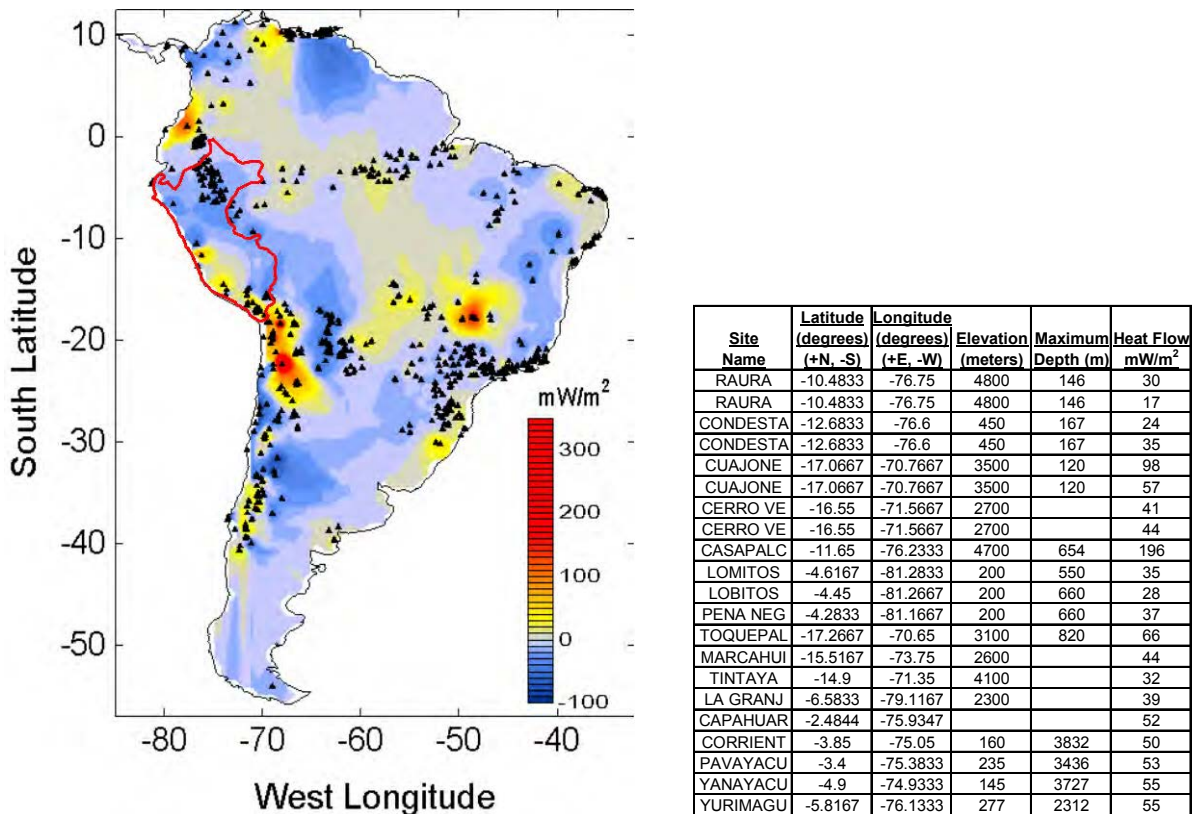 10
0
-10
-20
-30
-40
-50
South Latitude
-80 -70 -60 -50 -40
West Longitude
mW/m²
300
200
100
0
-100
Site Name Latitude (degrees) (+N, -S) Longitude (degrees) (+E, -W) Elevation (meters) Maximum Depth (m) Heat Flow mW/m²
RAURA -10.4833 -76.75 4800 146 30
RAURA -10.4833 -76.75 4800 146 17
CONDESTA -12.6833 -76.6 450 167 24
CONDESTA -12.6833 -76.6 450 167 35
CUAJONE -17.0667 -70.7667 3500 120 98
CUAJONE -17.0667 -70.7667 3500 120 57
CERRO VE -16.55 -71.5667 2700 41
CERRO VE -16.55 -71.5667 2700 44
CASAPALC -11.65 -76.2333 4700 654 196
LOMITOS -4.6167 -81.2833 200 550 35
LOBITOS -4.45 -81.2667 200 660 28
PENA NEG -4.2833 -81.1667 200 660 37
TOQUEPAL -17.2667 -70.65 3100 820 66
MARCAHUI -15.5167 -73.75 2600 44
TINTAYA -14.9 -71.35 4100 32
LA GRANJ -6.5833 -79.1167 2300 39
CAPAHUAR -2.4844 -75.9347 52
CORRIENT -3.85 -75.05 160 3832 50
PAVAYACU -3.4 -75.3833 235 3436 53
YANAYACU -4.9 -74.9333 145 3727 55
YURIMAGU -5.8167 -76.1333 277 2312 55